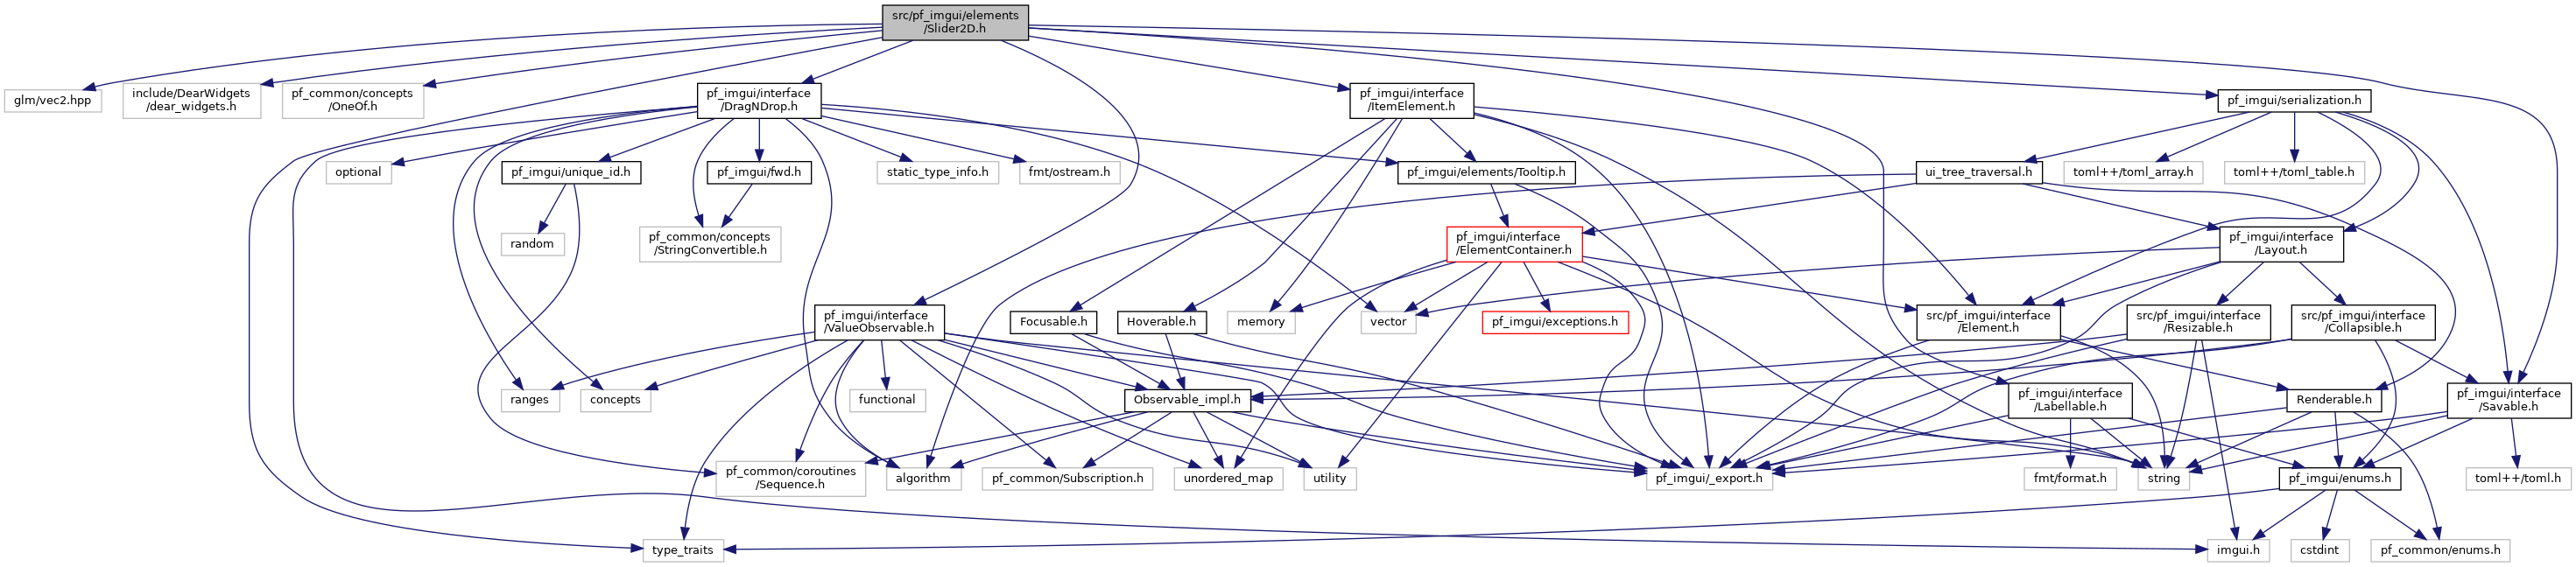 src/pf_imgui/elements
/Slider2D.h
glm/vec2.hpp
include/DearWidgets
/dear_widgets.h
pf_common/concepts
/OneOf.h
pf_imgui/interface
/DragNDrop.h
pf_imgui/interface
/ItemElement.h
pf_imgui/serialization.h
optional
pf_imgui/unique_id.h
pf_imgui/fwd.h
static_type_info.h
fmt/ostream.h
pf_imgui/elements/Tooltip.h
ui_tree_traversal.h
toml++/toml_array.h
toml++/toml_table.h
random
pf_common/concepts
/StringConvertible.h
pf_imgui/interface
/ElementContainer.h
pf_imgui/interface
/Layout.h
pf_imgui/interface
/ValueObservable.h
Focusable.h
Hoverable.h
memory
vector
pf_imgui/exceptions.h
src/pf_imgui/interface
/Element.h
src/pf_imgui/interface
/Resizable.h
src/pf_imgui/interface
/Collapsible.h
ranges
concepts
functional
Observable_impl.h
pf_imgui/interface
/Labellable.h
Renderable.h
pf_imgui/interface
/Savable.h
pf_common/coroutines
/Sequence.h
algorithm
pf_common/Subscription.h
unordered_map
utility
pf_imgui/_export.h
fmt/format.h
string
pf_imgui/enums.h
toml++/toml.h
type_traits
imgui.h
cstdint
pf_common/enums.h